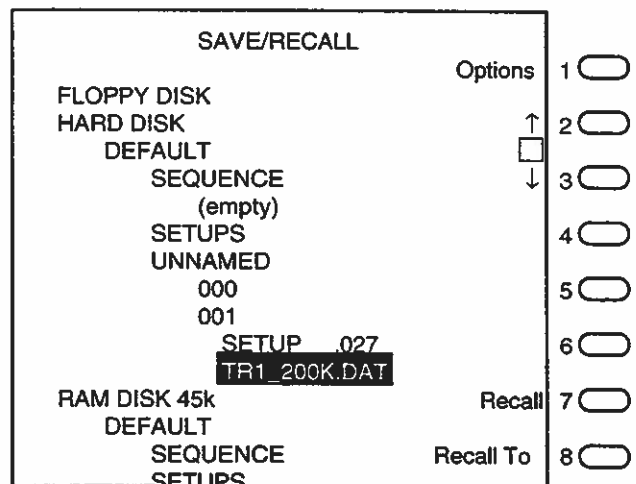 SAVE/RECALL
Options 1
FLOPPY DISK
HARD DISK ↑ 2
DEFAULT
SEQUENCE ↓ 3
(empty)
SETUPS 4
UNNAMED
000 5
001
SETUP .027 6
TR1_200K.DAT
RAM DISK 45k Recall 7
DEFAULT
SEQUENCE Recall To 8
SETUPS